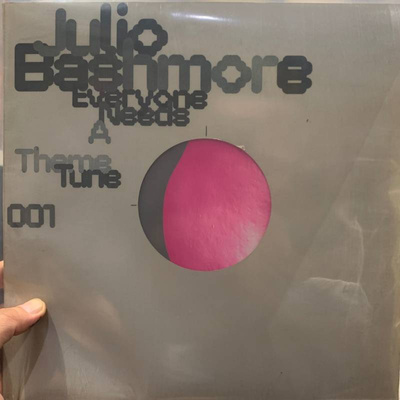 Julio
Bashmore
Everyone
Needs
A
Theme
Tune
001